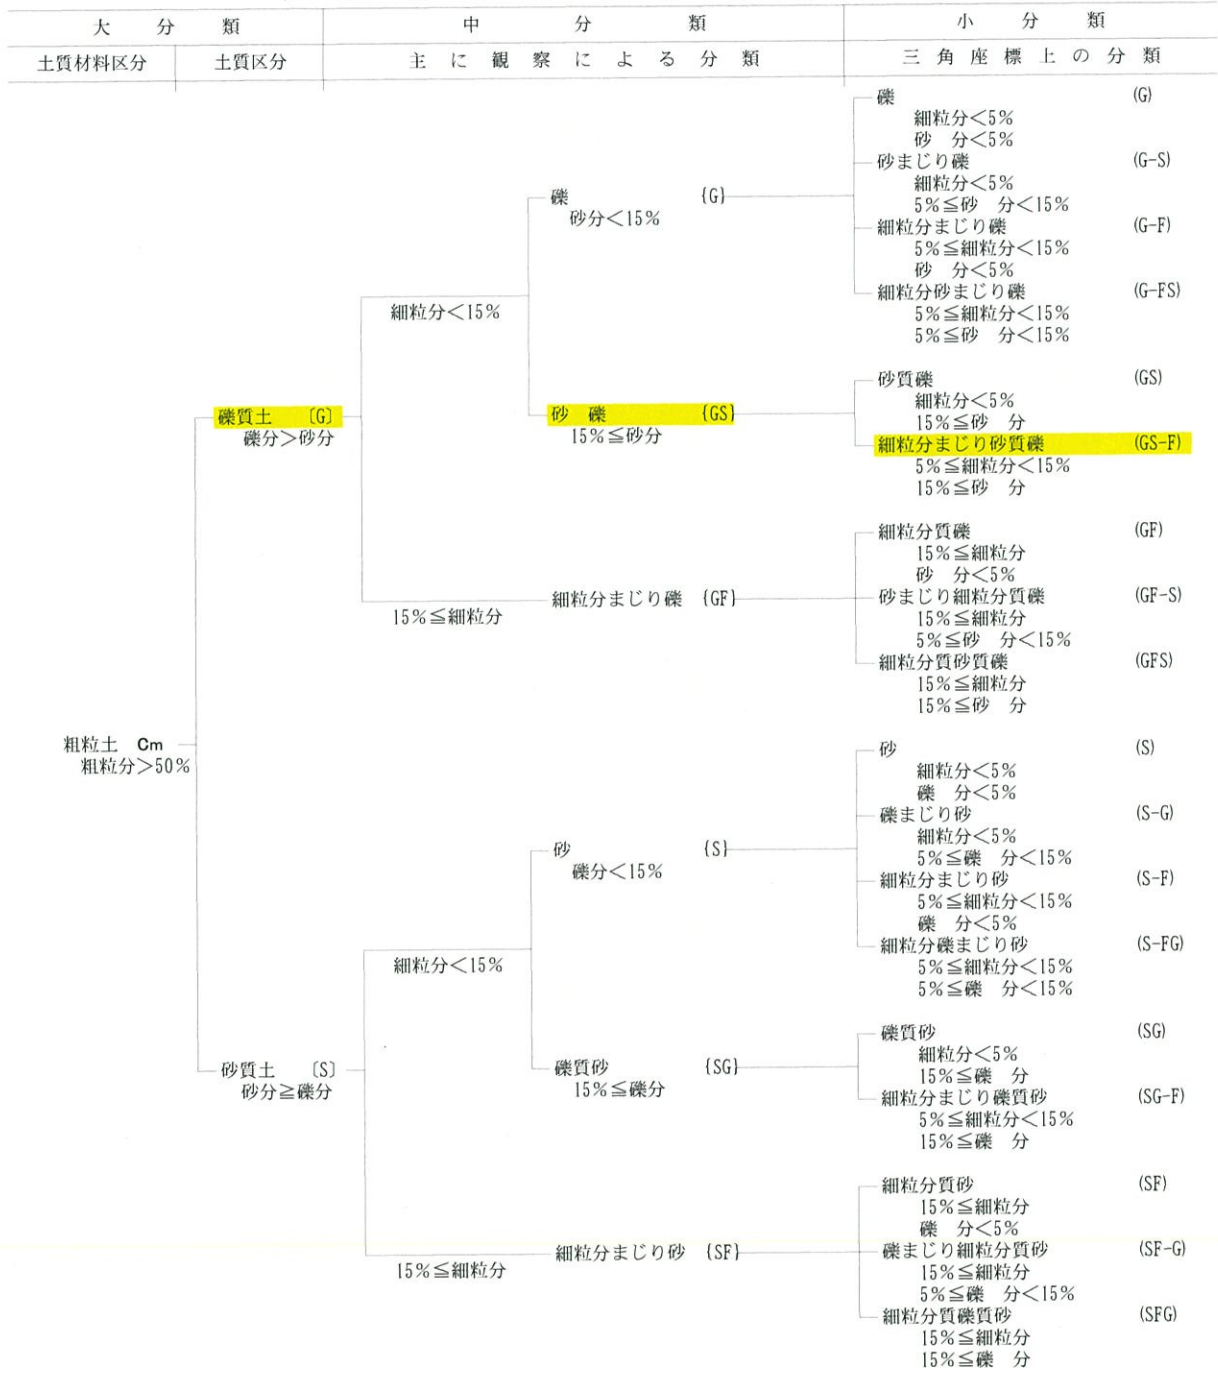 大 分 類
中 分 類
小 分 類
土質材料区分
土質区分
主に観察による分類
三角座標上の分類
礫 (G)
細粒分<5%
砂 分<5%
砂まじり礫 (G-S)
細粒分<5%
5%≦砂 分<15%
礫 {G}
砂分<15%
細粒分まじり礫 (G-F)
5%≦細粒分<15%
砂 分<5%
細粒分砂まじり礫 (G-FS)
5%≦細粒分<15%
5%≦砂 分<15%
細粒分<15%
砂質礫 (GS)
細粒分<5%
15%≦砂 分
礫質土 〔G〕
礫分>砂分
砂 礫 {GS}
15%≦砂分
細粒分まじり砂質礫 (GS-F)
5%≦細粒分<15%
15%≦砂 分
細粒分質礫 (GF)
15%≦細粒分
砂 分<5%
15%≦細粒分
細粒分まじり礫 {GF}
砂まじり細粒分質礫 (GF-S)
15%≦細粒分
5%≦砂 分<15%
細粒分質砂質礫 (GFS)
15%≦細粒分
15%≦砂 分
粗粒土 Cm
粗粒分>50%
砂 (S)
細粒分<5%
礫 分<5%
礫まじり砂 (S-G)
細粒分<5%
5%≦礫 分<15%
砂 {S}
礫分<15%
細粒分まじり砂 (S-F)
5%≦細粒分<15%
礫 分<5%
細粒分礫まじり砂 (S-FG)
5%≦細粒分<15%
5%≦礫 分<15%
細粒分<15%
礫質砂 (SG)
細粒分<5%
15%≦礫 分
砂質土 〔S〕
砂分≧礫分
礫質砂 {SG}
15%≦礫分
細粒分まじり礫質砂 (SG-F)
5%≦細粒分<15%
15%≦礫 分
細粒分質砂 (SF)
15%≦細粒分
礫 分<5%
15%≦細粒分
細粒分まじり砂 {SF}
礫まじり細粒分質砂 (SF-G)
15%≦細粒分
5%≦礫 分<15%
細粒分質礫質砂 (SFG)
15%≦細粒分
15%≦礫 分